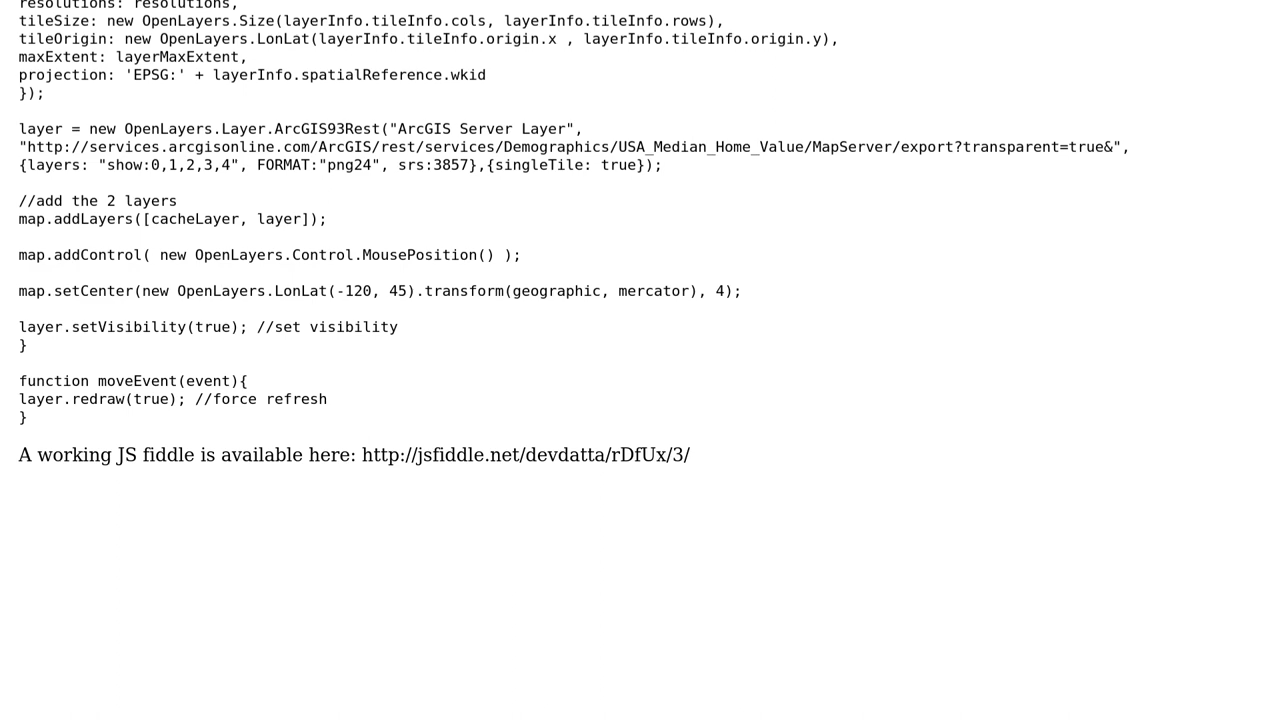 resolutions: resolutions,
tileSize: new OpenLayers.Size(layerInfo.tileInfo.cols, layerInfo.tileInfo.rows),
tileOrigin: new OpenLayers.LonLat(layerInfo.tileInfo.origin.x , layerInfo.tileInfo.origin.y),
maxExtent: layerMaxExtent,
projection: 'EPSG:' + layerInfo.spatialReference.wkid
});

layer = new OpenLayers.Layer.ArcGIS93Rest("ArcGIS Server Layer",
"http://services.arcgisonline.com/ArcGIS/rest/services/Demographics/USA_Median_Home_Value/MapServer/export?transparent=true&",
{layers: "show:0,1,2,3,4", FORMAT:"png24", srs:3857},{singleTile: true});

//add the 2 layers
map.addLayers([cacheLayer, layer]);

map.addControl( new OpenLayers.Control.MousePosition() );

map.setCenter(new OpenLayers.LonLat(-120, 45).transform(geographic, mercator), 4);

layer.setVisibility(true); //set visibility
}

function moveEvent(event){
layer.redraw(true); //force refresh
}

A working JS fiddle is available here: http://jsfiddle.net/devdatta/rDfUx/3/